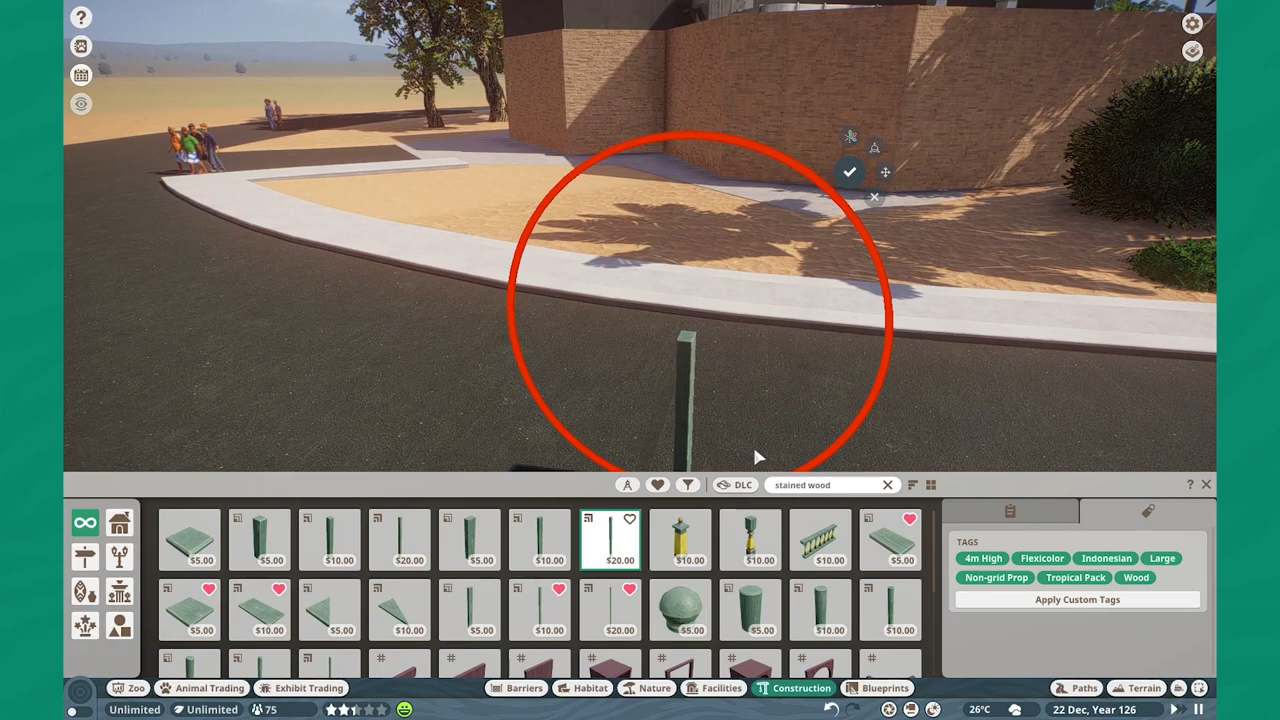 DLC
stained wood
?
$5.00 $5.00 $10.00 $20.00 $5.00 $10.00 $20.00 $10.00 $10.00 $10.00 $5.00
$5.00 $10.00 $5.00 $10.00 $5.00 $10.00 $20.00 $5.00 $5.00 $10.00 $10.00
TAGS
4m High Flexicolor Indonesian Large
Non-grid Prop Tropical Pack Wood
Apply Custom Tags
Zoo Animal Trading Exhibit Trading Barriers Habitat Nature Facilities Construction Blueprints Paths Terrain
Unlimited Unlimited 75 26°C 22 Dec, Year 126